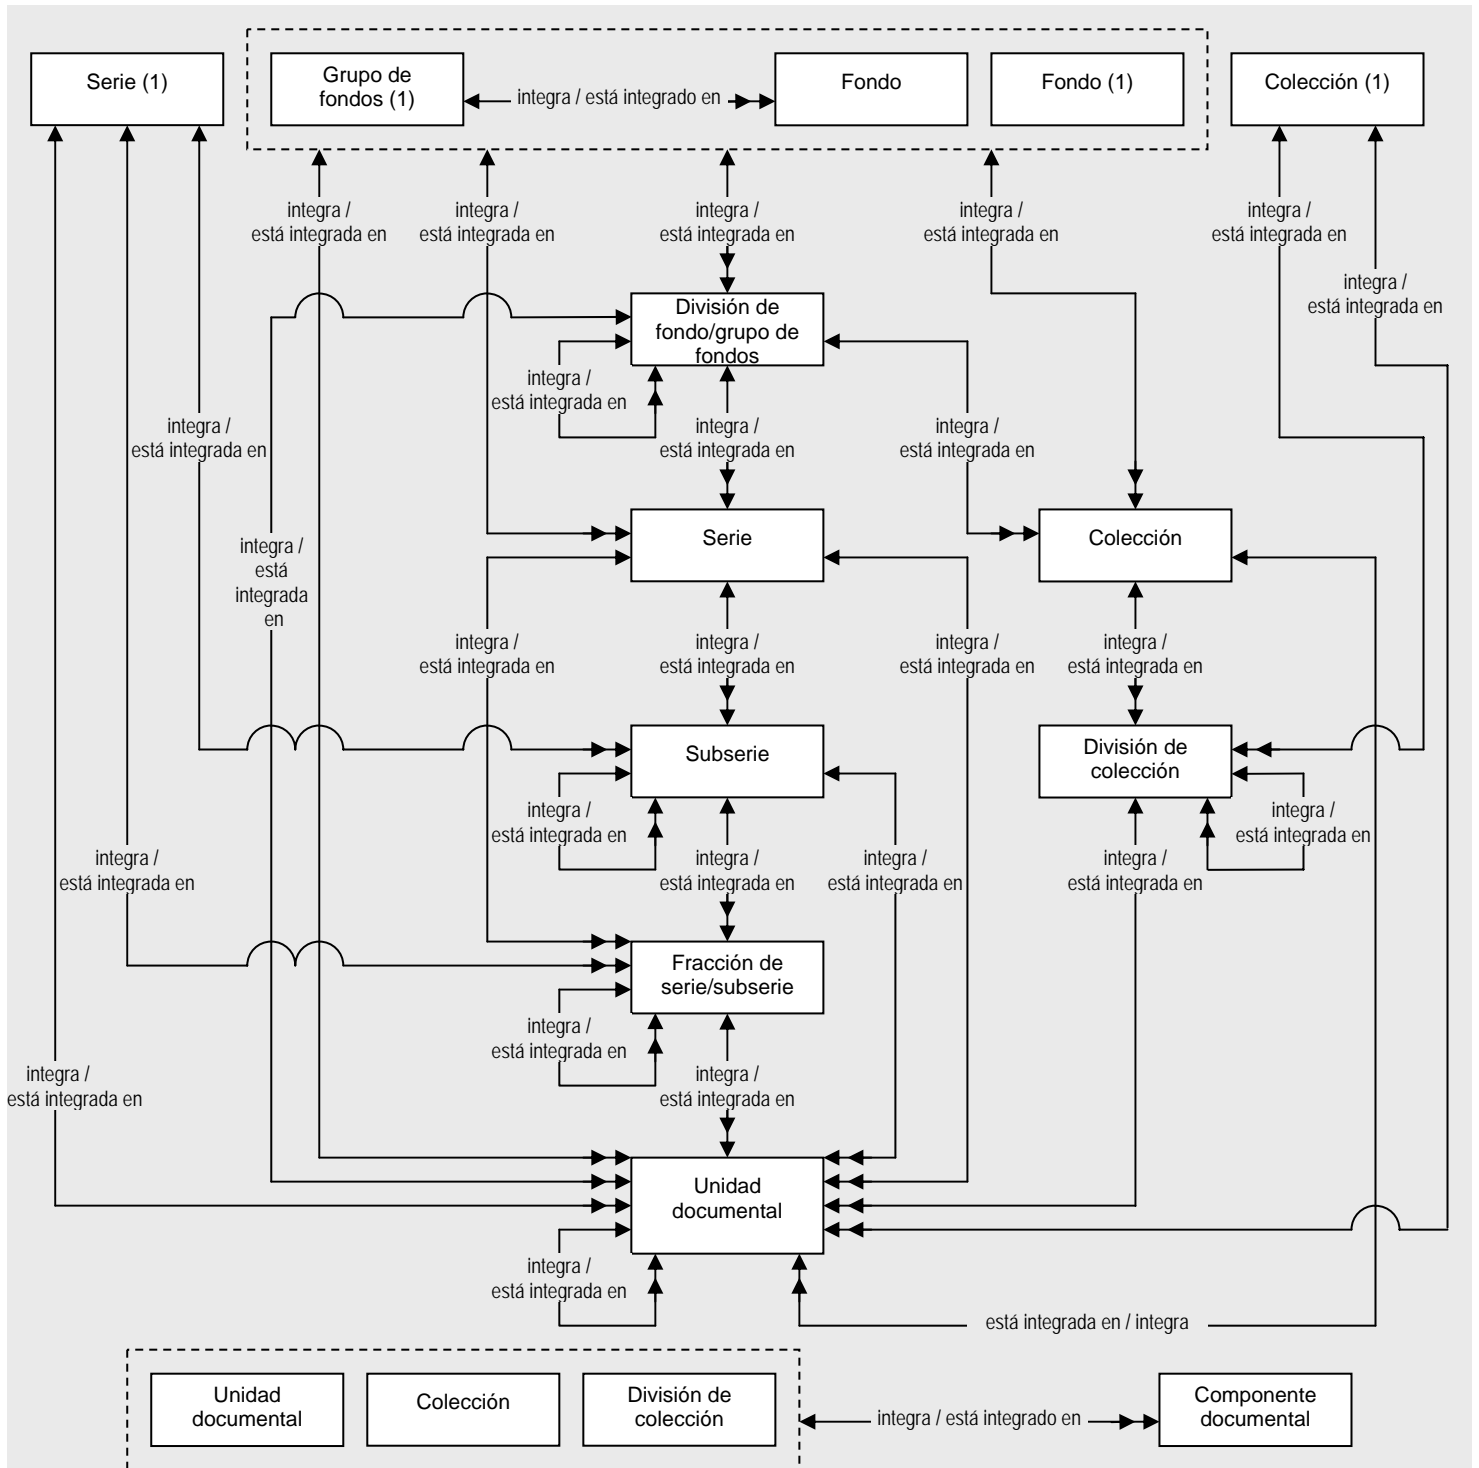 Serie (1)
Grupo de
fondos (1)
integra / está integrado en
Fondo
Fondo (1)
Colección (1)
integra /
está integrada en
integra /
está integrada en
integra /
está integrada en
integra /
está integrada en
integra /
está integrada en
integra /
está integrada en
División de
fondo/grupo de
fondos
integra /
está integrada en
integra /
está integrada en
integra /
está integrada en
integra /
está integrada en
Serie
Colección
integra /
está
integrada
en
integra /
está integrada en
integra /
está integrada en
integra /
está integrada en
integra /
está integrada en
Subserie
División de
colección
integra /
está integrada en
integra /
está integrada en
integra /
está integrada en
integra /
está integrada en
integra /
está integrada en
integra /
está integrada en
Fracción de
serie/subserie
integra /
está integrada en
integra /
está integrada en
integra /
está integrada en
Unidad
documental
integra /
está integrada en
está integrada en / integra
Unidad
documental
Colección
División de
colección
integra / está integrado en
Componente
documental